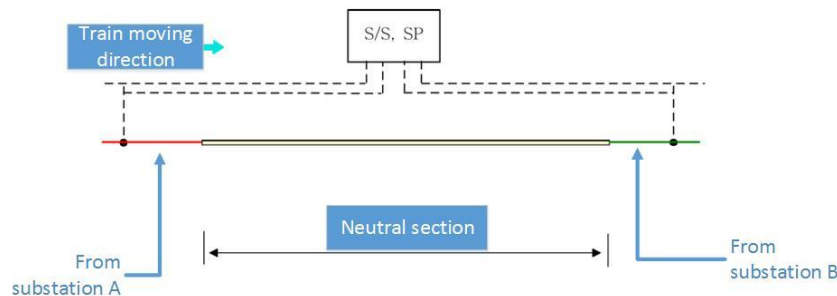 Train moving
direction
S/S, SP
Neutral section
From
substation A
From
substation B